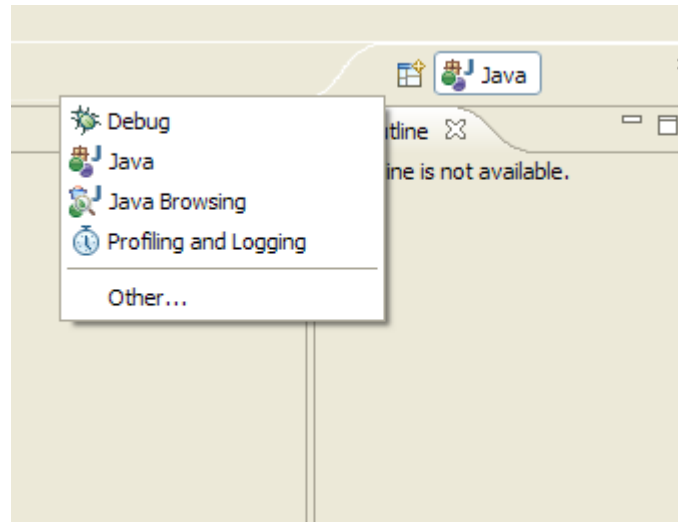 Java
Debug
Java
Java Browsing
Profiling and Logging
Other...
tline
ine is not available.